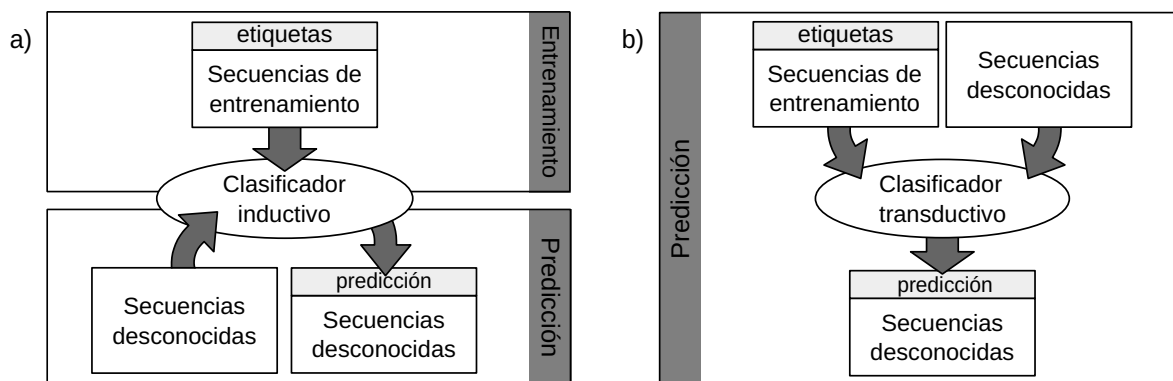 a)
etiquetas
Secuencias de
entrenamiento
Entrenamiento
Clasificador
inductivo
Secuencias
desconocidas
predicción
Secuencias
desconocidas
Predicción
b)
Predicción
etiquetas
Secuencias de
entrenamiento
Secuencias
desconocidas
Clasificador
transductivo
predicción
Secuencias
desconocidas